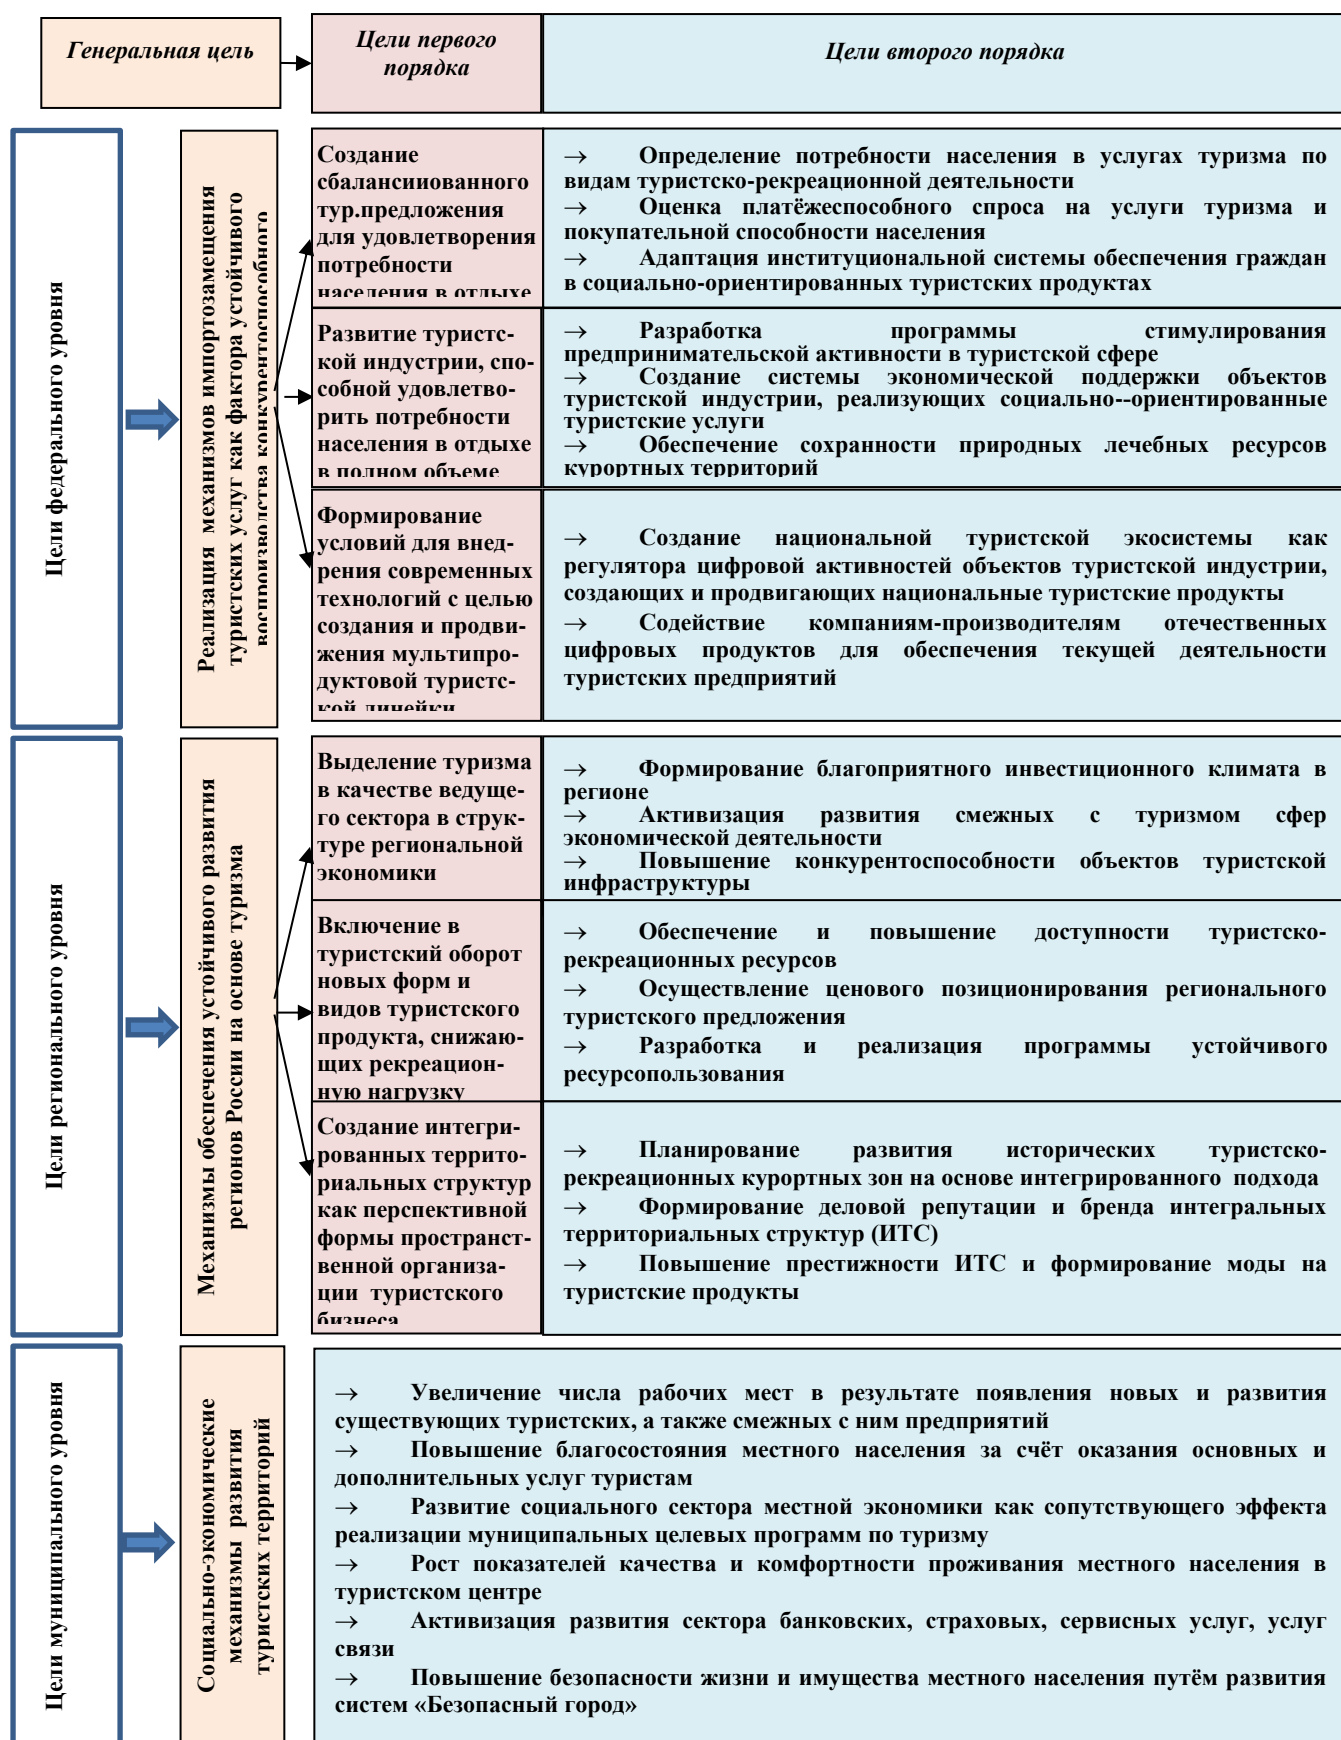 Генеральная цель
Цели первого
порядка
Цели второго порядка
Цели федерального уровня
Реализация механизмов импортозамещения
туристских услуг как фактора устойчивого
воспроизводства конкурентоспособного
Создание
сбалансииованного
тур.предложения
для удовлетворения
потребности
населения в отдыхе
→ Определение потребности населения в услугах туризма по
видам туристско-рекреационной деятельности
→ Оценка платёжеспособного спроса на услуги туризма и
покупательной способности населения
→ Адаптация институциональной системы обеспечения граждан
в социально-ориентированных туристских продуктах
Развитие туристс-
кой индустрии, спо-
собной удовлетво-
рить потребности
населения в отдыхе
в полном объеме
→ Разработка программы стимулирования
предпринимательской активности в туристской сфере
→ Создание системы экономической поддержки объектов
туристской индустрии, реализующих социально--ориентированные
туристские услуги
→ Обеспечение сохранности природных лечебных ресурсов
курортных территорий
Формирование
условий для внед-
рения современных
технологий с целью
создания и продви-
жения мультипро-
дуктовой туристс-
кой линейки
→ Создание национальной туристской экосистемы как
регулятора цифровой активностей объектов туристской индустрии,
создающих и продвигающих национальные туристские продукты
→ Содействие компаниям-производителям отечественных
цифровых продуктов для обеспечения текущей деятельности
туристских предприятий
Цели регионального уровня
Механизмы обеспечения устойчивого развития
регионов России на основе туризма
Выделение туризма
в качестве ведуще-
го сектора в струк-
туре региональной
экономики
→ Формирование благоприятного инвестиционного климата в
регионе
→ Активизация развития смежных с туризмом сфер
экономической деятельности
→ Повышение конкурентоспособности объектов туристской
инфраструктуры
Включение в
туристский оборот
новых форм и
видов туристского
продукта, снижаю-
щих рекреацион-
ную нагрузку
→ Обеспечение и повышение доступности туристско-
рекреационных ресурсов
→ Осуществление ценового позиционирования регионального
туристского предложения
→ Разработка и реализация программы устойчивого
ресурсопользования
Создание интегри-
рованных террито-
риальных структур
как перспективной
формы пространст-
венной организа-
ции туристского
бизнеса
→ Планирование развития исторических туристско-
рекреационных курортных зон на основе интегрированного подхода
→ Формирование деловой репутации и бренда интегральных
территориальных структур (ИТС)
→ Повышение престижности ИТС и формирование моды на
туристские продукты
Цели муниципального уровня
Социально-экономические
механизмы развития
туристских территорий
→ Увеличение числа рабочих мест в результате появления новых и развития
существующих туристских, а также смежных с ним предприятий
→ Повышение благосостояния местного населения за счёт оказания основных и
дополнительных услуг туристам
→ Развитие социального сектора местной экономики как сопутствующего эффекта
реализации муниципальных целевых программ по туризму
→ Рост показателей качества и комфортности проживания местного населения в
туристском центре
→ Активизация развития сектора банковских, страховых, сервисных услуг, услуг
связи
→ Повышение безопасности жизни и имущества местного населения путём развития
систем «Безопасный город»